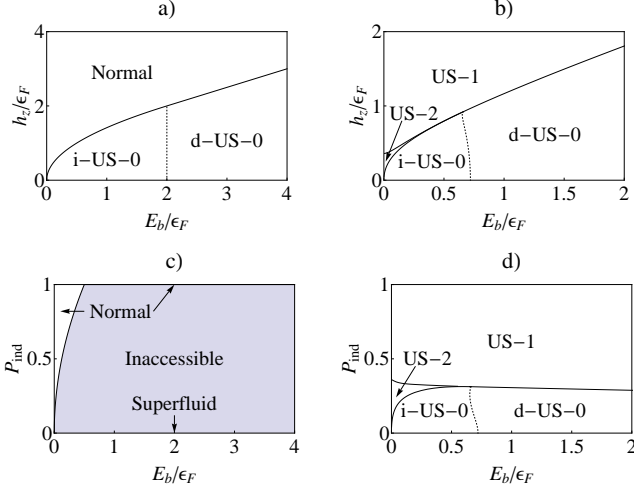 a)
4
2
0
h_z/ϵ_F
Normal
i−US−0
d−US−0
0 1 2 3 4
E_b/ϵ_F
b)
2
1
0
h_z/ϵ_F
US−1
US−2
i−US−0
d−US−0
0 0.5 1 1.5 2
E_b/ϵ_F
c)
1
0.5
0
P_ind
Normal
Inaccessible
Superfluid
0 1 2 3 4
E_b/ϵ_F
d)
1
0.5
0
P_ind
US−1
US−2
i−US−0
d−US−0
0 0.5 1 1.5 2
E_b/ϵ_F